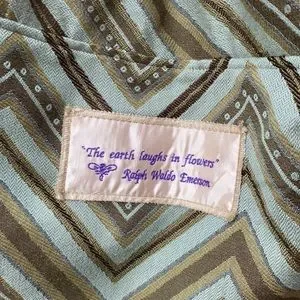 "The earth laughs in flowers"
Ralph Waldo Emerson